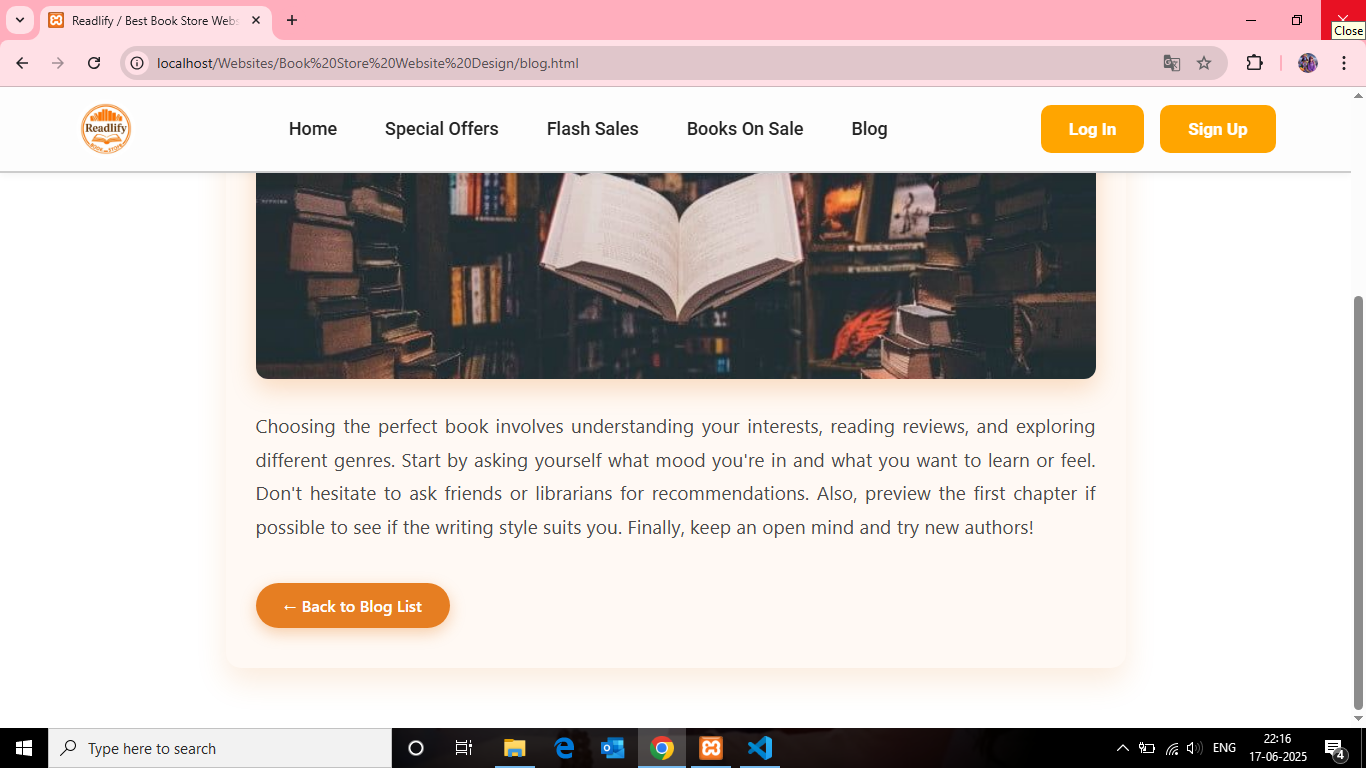 Readlify / Best Book Store Webs
Close
localhost/Websites/Book%20Store%20Website%20Design/blog.html
Readlify
BOOK STORE
Home
Special Offers
Flash Sales
Books On Sale
Blog
Log In
Sign Up
Choosing the perfect book involves understanding your interests, reading reviews, and exploring
different genres. Start by asking yourself what mood you're in and what you want to learn or feel.
Don't hesitate to ask friends or librarians for recommendations. Also, preview the first chapter if
possible to see if the writing style suits you. Finally, keep an open mind and try new authors!
← Back to Blog List
Type here to search
ENG
22:16
17-06-2025
4